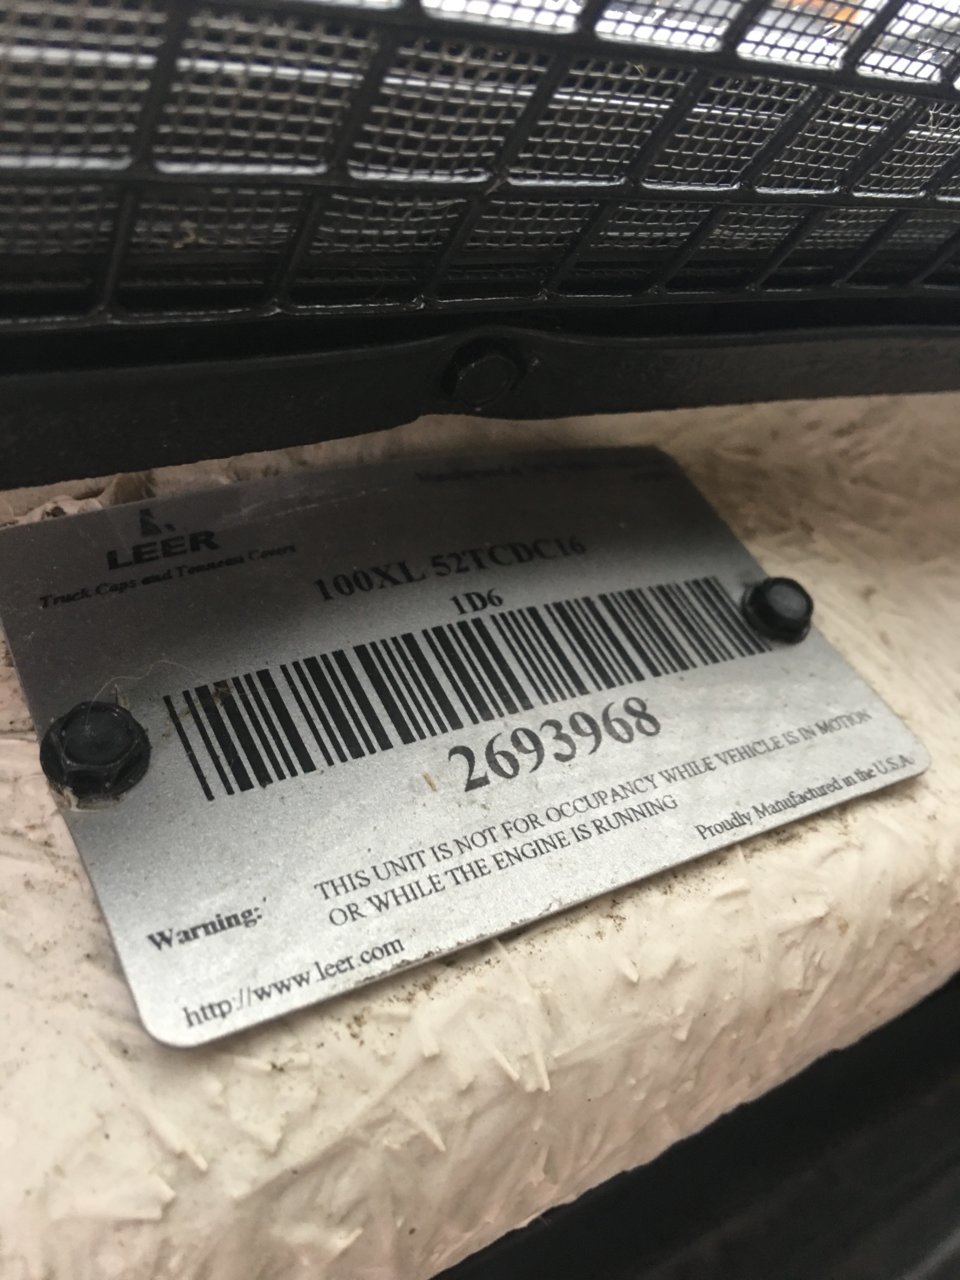 LEER
Truck Caps and Tonneau Covers
100XL 52TCDC16
1D6
2693968
Warning:
THIS UNIT IS NOT FOR OCCUPANCY WHILE VEHICLE IS IN MOTION
OR WHILE THE ENGINE IS RUNNING
Proudly Manufactured in the U.S.A.
http://www.leer.com